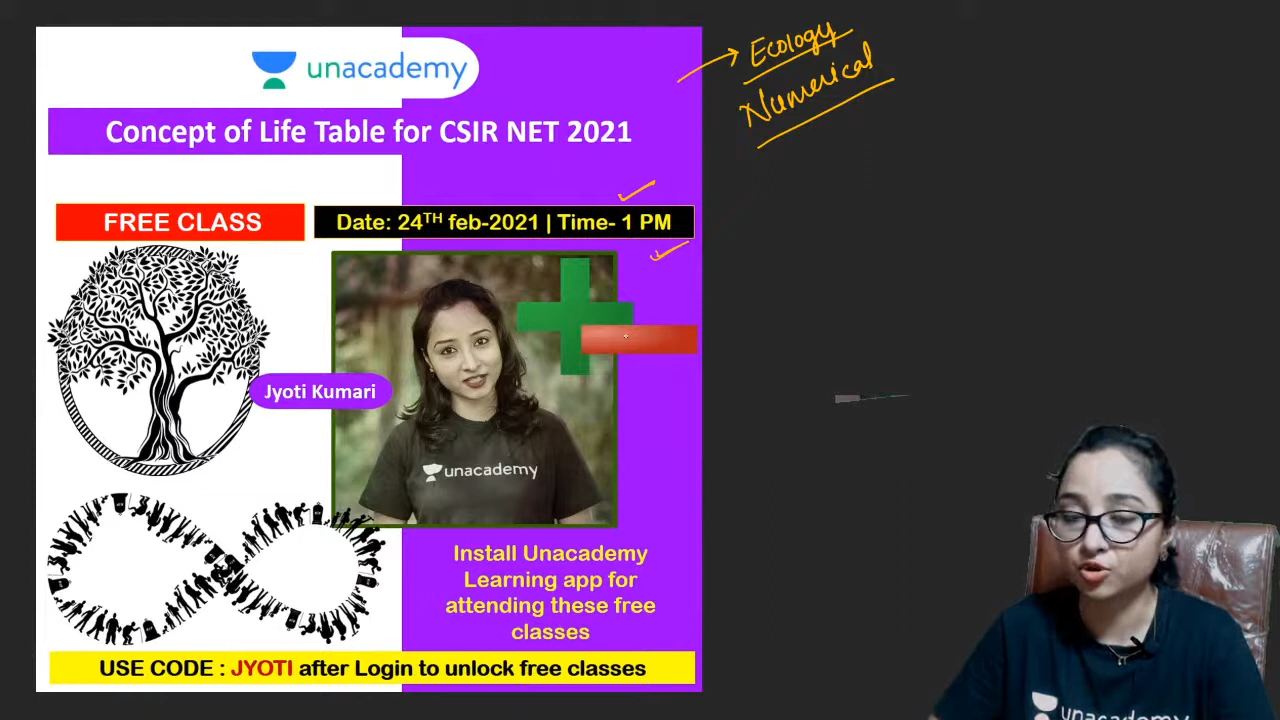 unacademy
Ecology
Numerical
Concept of Life Table for CSIR NET 2021
FREE CLASS
Date: 24TH feb-2021 | Time- 1 PM
Jyoti Kumari
unacademy
Install Unacademy
Learning app for
attending these free
classes
USE CODE : JYOTI after Login to unlock free classes
unacademy